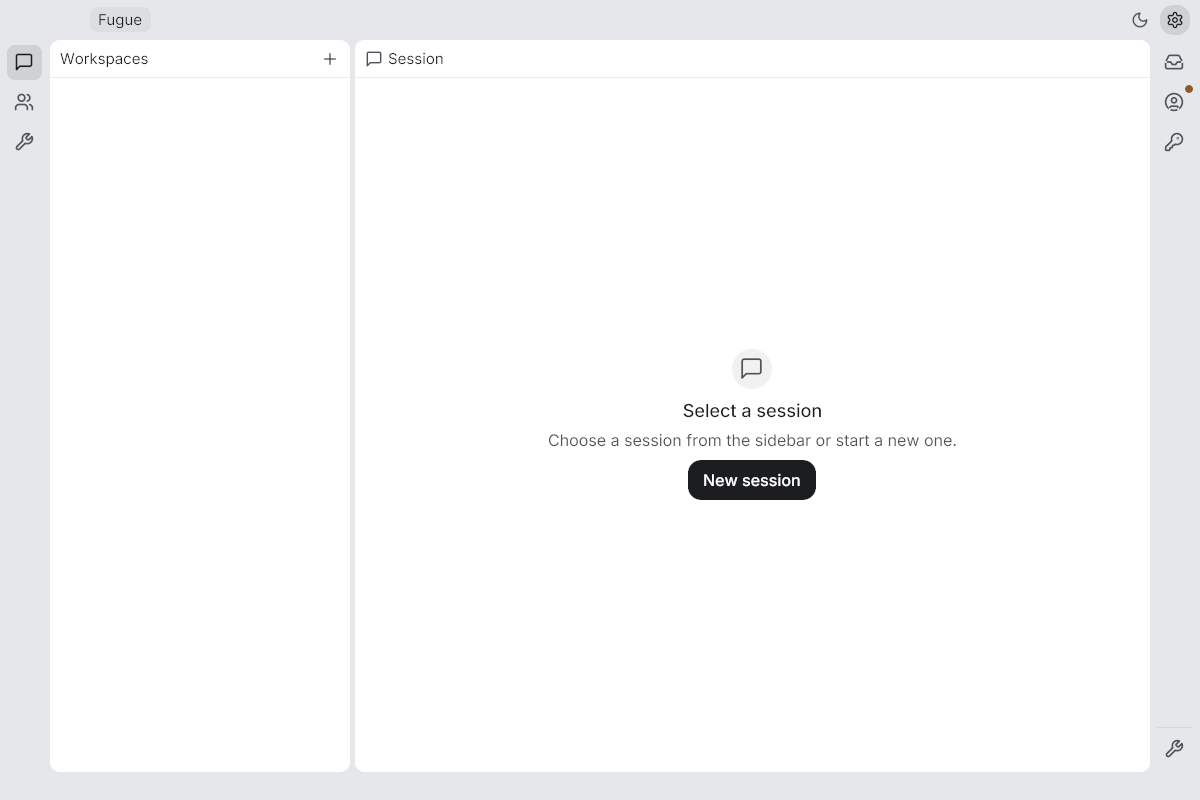 Fugue
Workspaces
Session
Select a session
Choose a session from the sidebar or start a new one.
New session